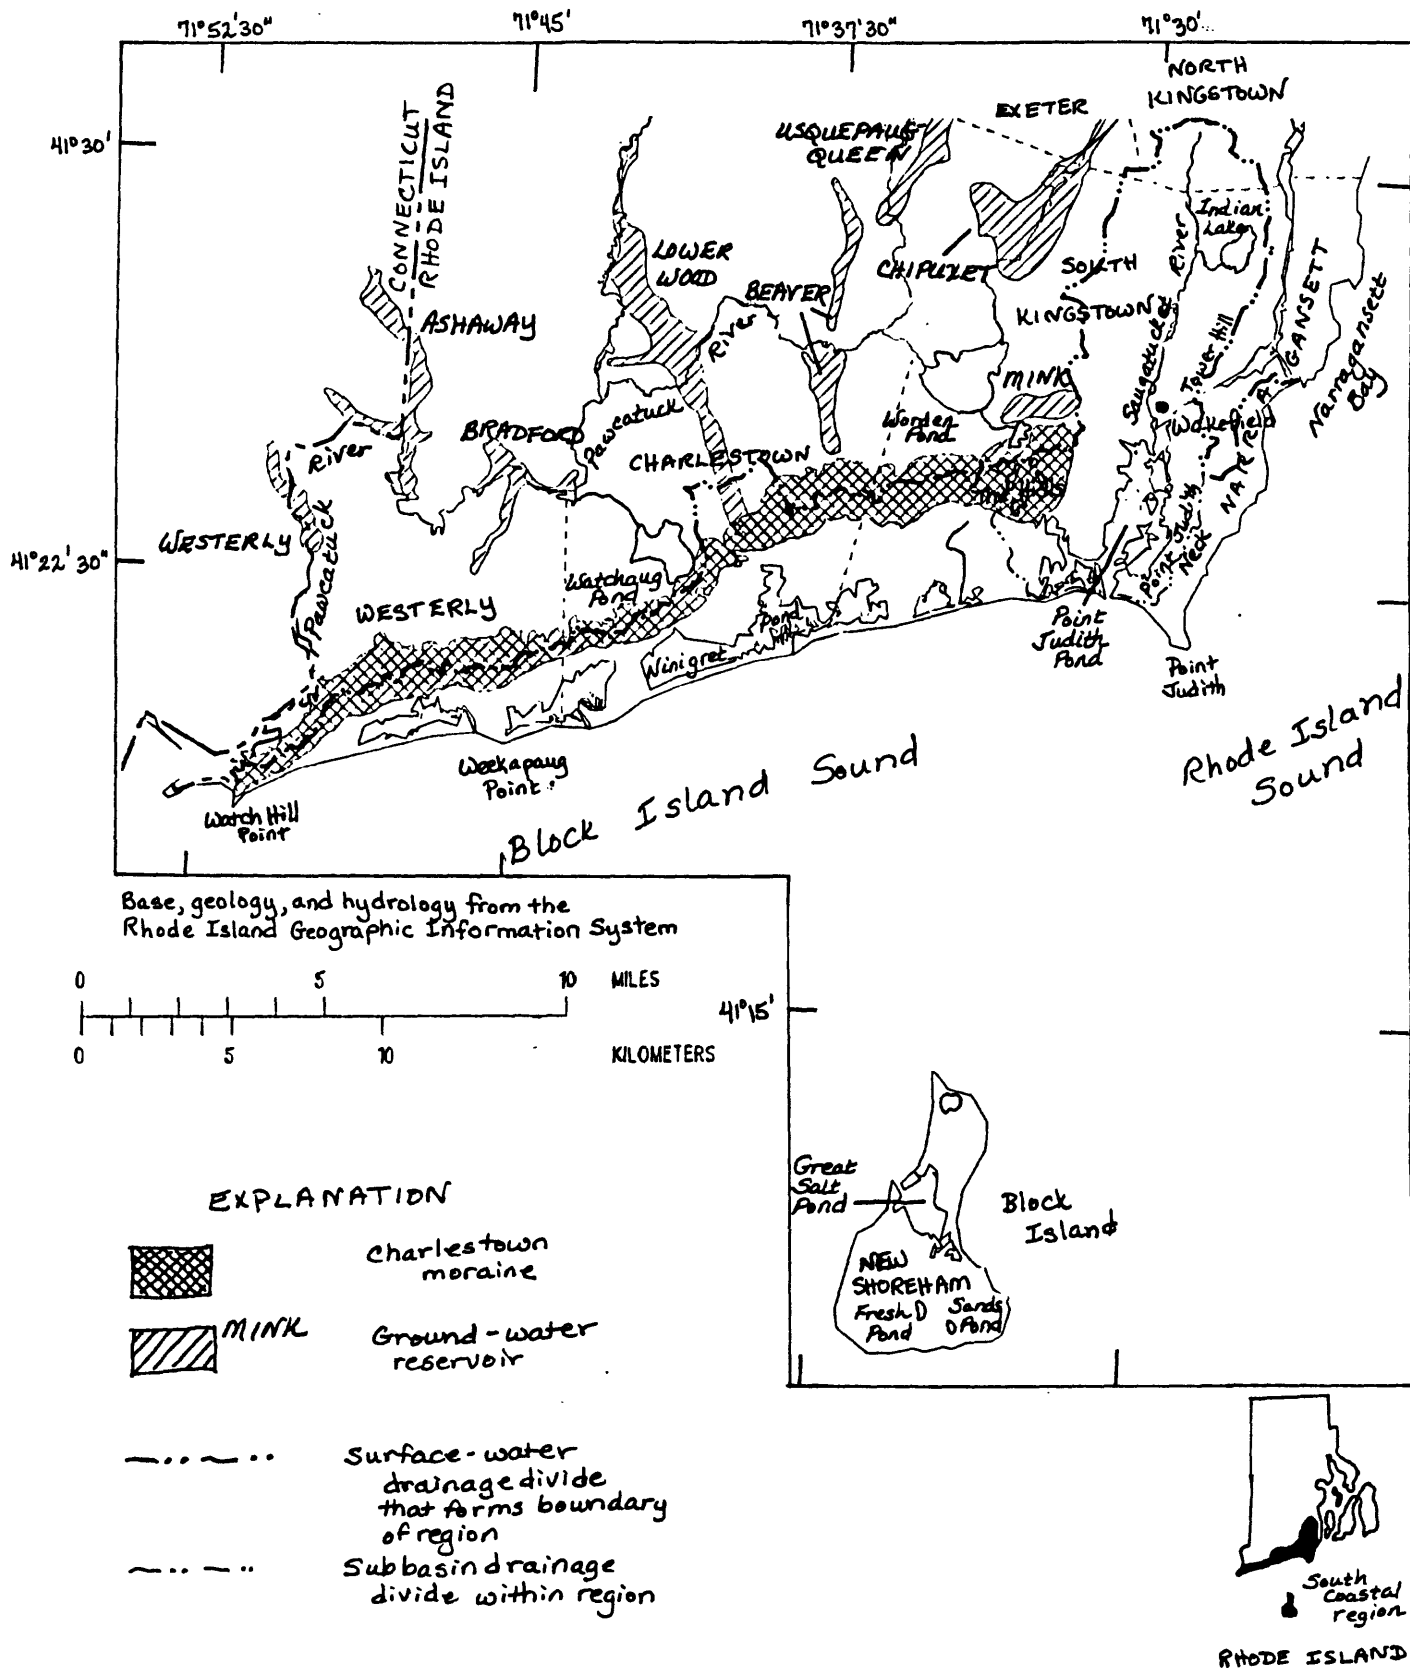 71°52'30"
71°45'
71°37'30"
71°30'
41°30'
CONNECTICUT
RHODE ISLAND
USQUEPAUG-
QUEEN
EXETER
NORTH
KINGSTOWN
Indian
Lake
LOWER
WOOD
BEAVER
CHIPUXET
SOUTH
KINGSTOWN
River
GANSETT
Narragansett
Bay
ASHAWAY
River
MINK
Saugatucket
Tower Hill
Pawcatuck
Worden
Pond
Wakefield
NARRA
BRADFORD
CHARLESTOWN
River
WESTERLY
Pawcatuck
41°22'30"
Point Judith
Neck
WESTERLY
Watchaug
Pond
Pond
Ninigret
Point
Judith
Pond
Point
Judith
Weekapaug
Point
Watch Hill
Point
Block Island Sound
Rhode Island
Sound
Base, geology, and hydrology from the
Rhode Island Geographic Information System
0 5 10 MILES
0 5 10 KILOMETERS
41°15'
Great
Salt
Pond
Block
Island
NEW
SHOREHAM
Fresh
Pond
Sands
Pond
EXPLANATION
Charlestown
moraine
MINK
Ground-water
reservoir
Surface-water
drainage divide
that forms boundary
of region
Subbasin drainage
divide within region
South
Coastal
region
RHODE ISLAND